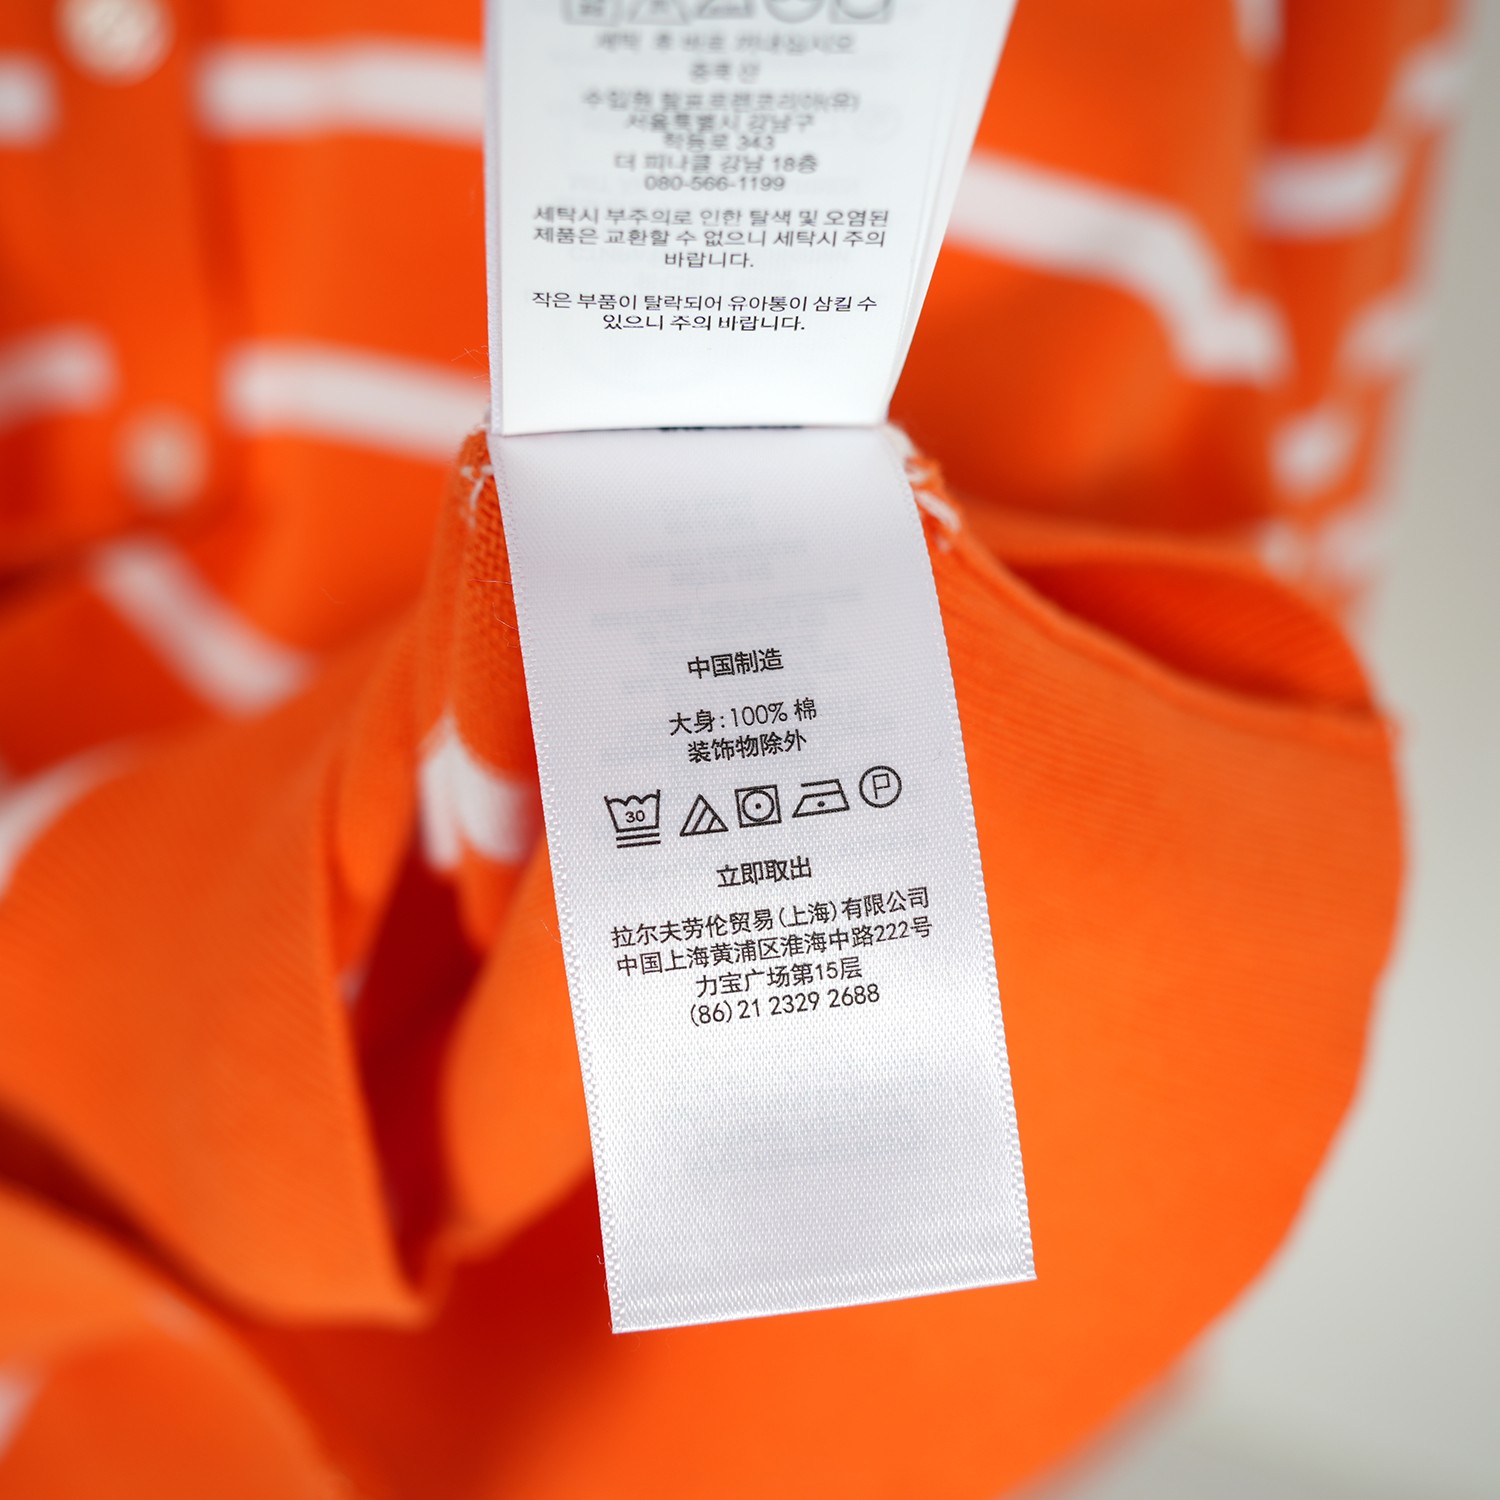 세탁 후 바로 꺼내십시오
중국 산
수입원 랄프로렌코리아(유)
서울특별시 강남구
학동로 343
더 피나클 강남 18층
080-566-1199
세탁시 부주의로 인한 탈색 및 오염된
제품은 교환할 수 없으니 세탁시 주의
바랍니다.
작은 부품이 탈락되어 유아통이 삼킬 수
있으니 주의 바랍니다.
中国制造
大身:100% 棉
装饰物除外
30
P
立即取出
拉尔夫劳伦贸易(上海)有限公司
中国上海黄浦区淮海中路222号
力宝广场第15层
(86)21 2329 2688